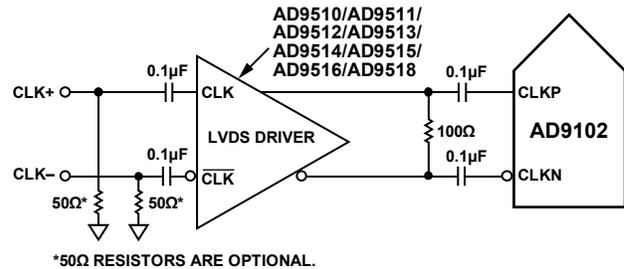 AD9510/AD9511/
AD9512/AD9513/
AD9514/AD9515/
AD9516/AD9518
0.1µF
0.1µF
CLK+
CLK
CLKP
LVDS DRIVER
100Ω
AD9102
0.1µF
0.1µF
CLK–
CLK
CLKN
50Ω*
50Ω*
*50Ω RESISTORS ARE OPTIONAL.